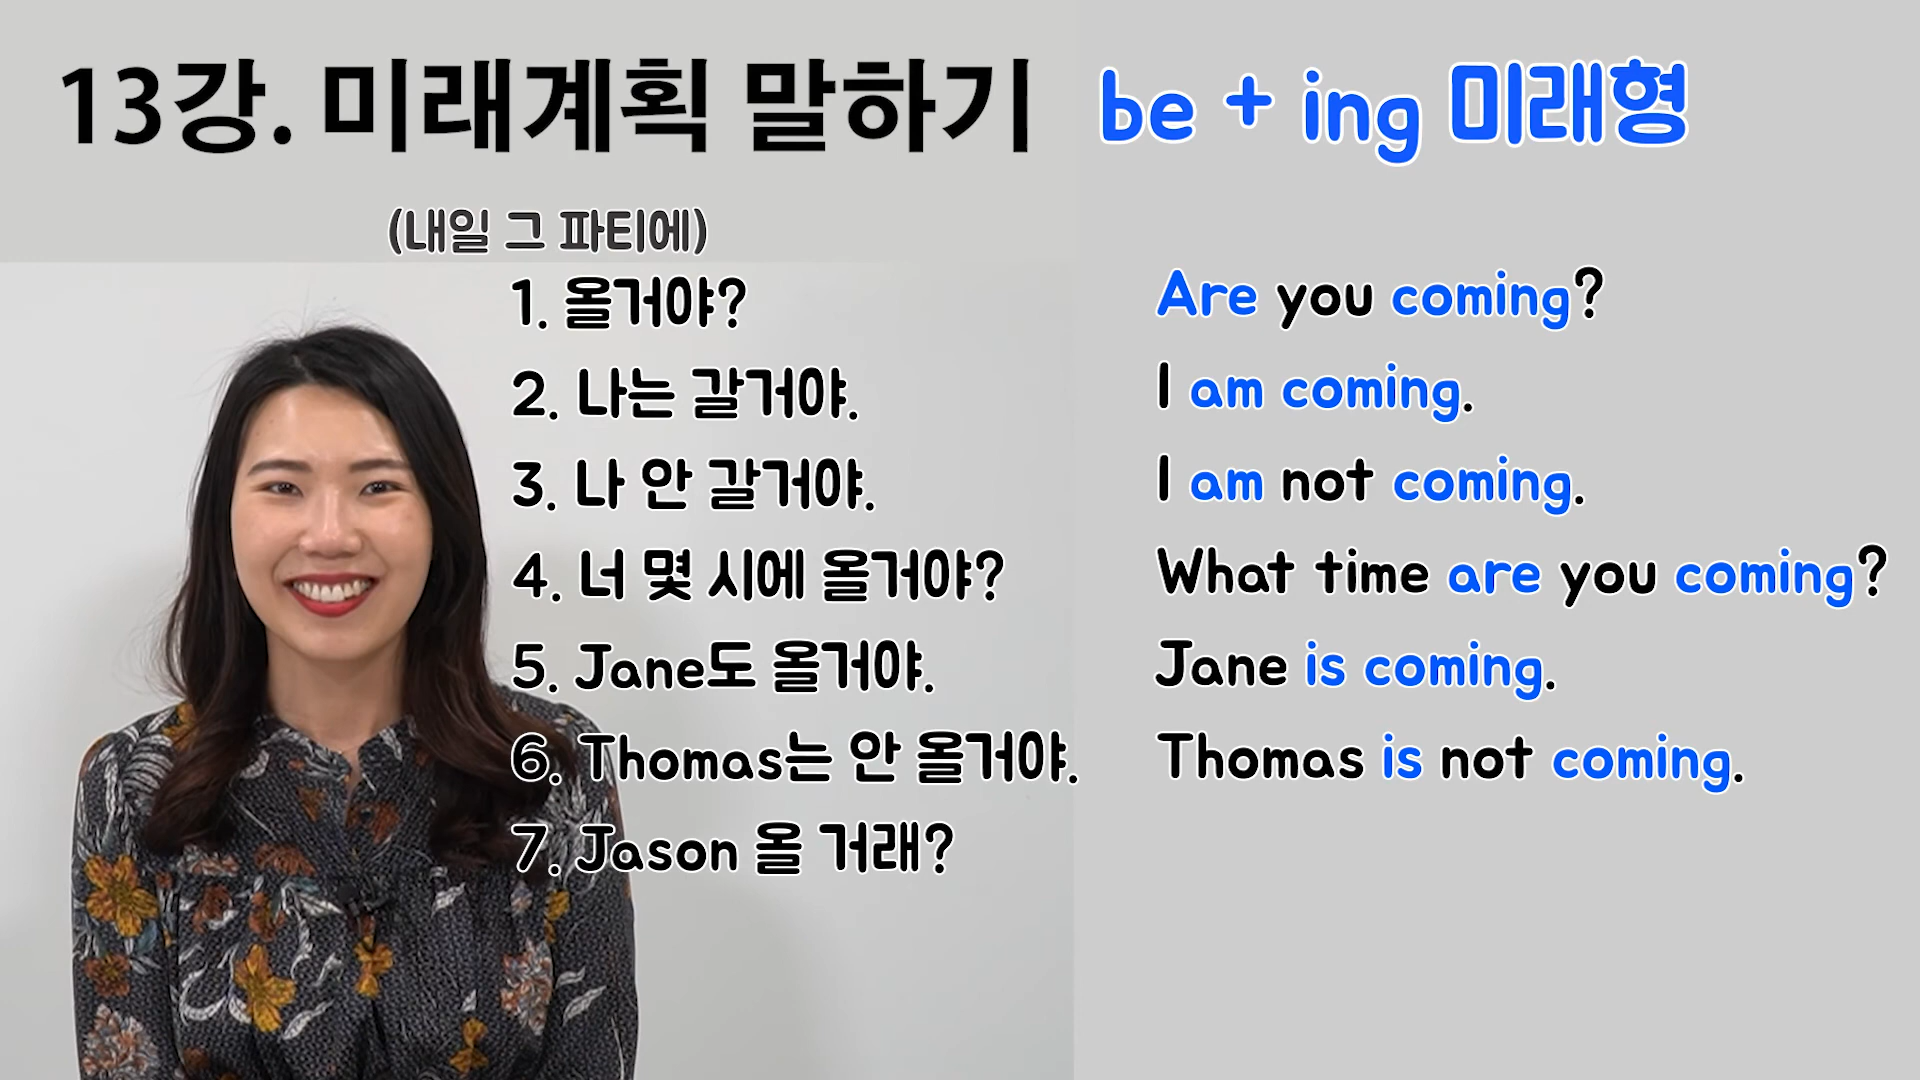 13강. 미래계획 말하기 be + ing 미래형
(내일 그 파티에)
1. 올거야? Are you coming?
2. 나는 갈거야. I am coming.
3. 나 안 갈거야. I am not coming.
4. 너 몇 시에 올거야? What time are you coming?
5. Jane도 올거야. Jane is coming.
6. Thomas는 안 올거야. Thomas is not coming.
7. Jason 올 거래?